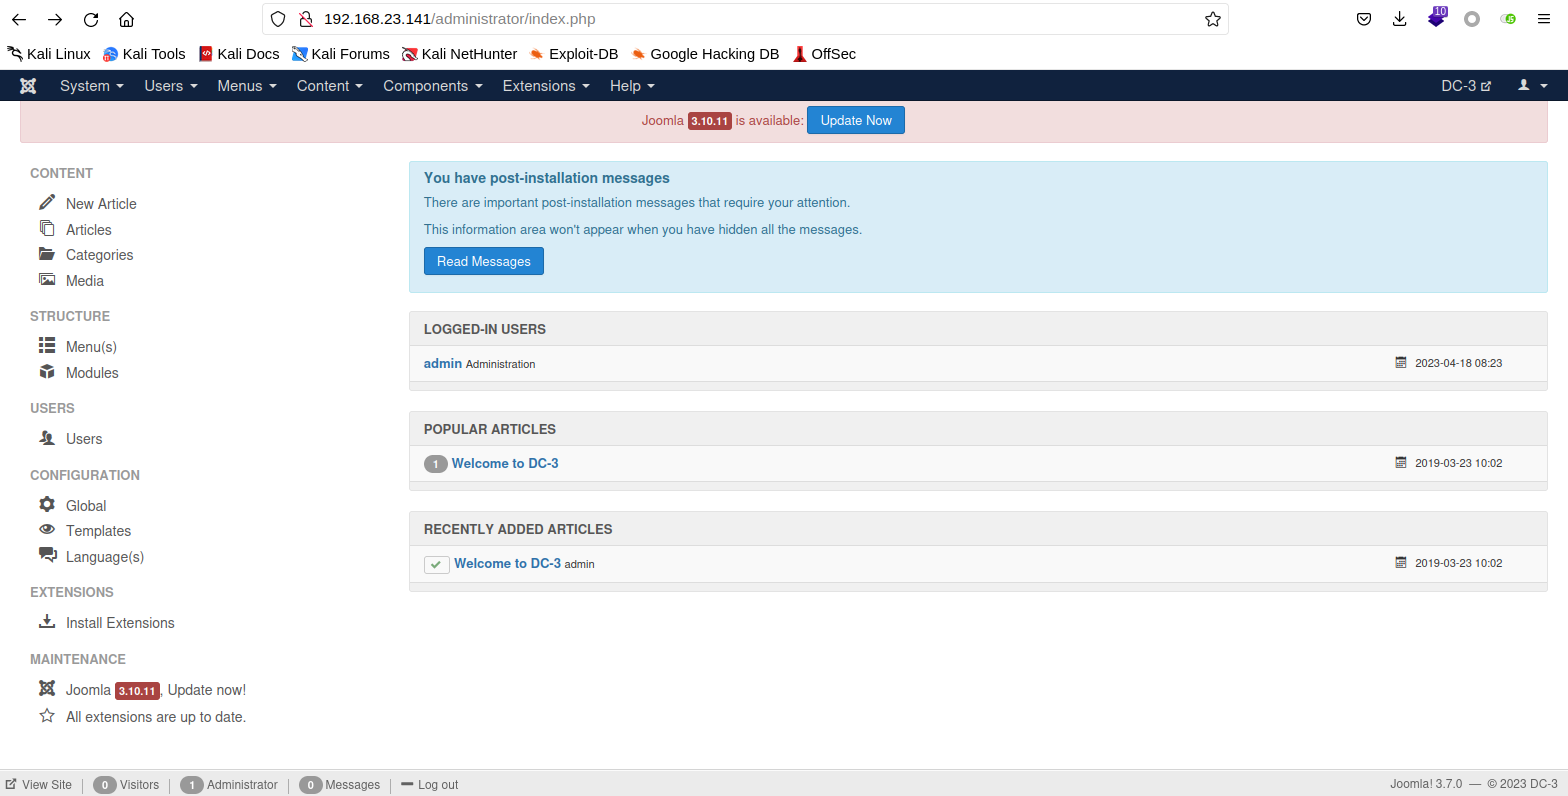 192.168.23.141/administrator/index.php
10
Kali Linux Kali Tools Kali Docs Kali Forums Kali NetHunter Exploit-DB Google Hacking DB OffSec
System Users Menus Content Components Extensions Help DC-3
Joomla 3.10.11 is available: Update Now
CONTENT
New Article
Articles
Categories
Media
STRUCTURE
Menu(s)
Modules
USERS
Users
CONFIGURATION
Global
Templates
Language(s)
EXTENSIONS
Install Extensions
MAINTENANCE
Joomla 3.10.11, Update now!
All extensions are up to date.
You have post-installation messages
There are important post-installation messages that require your attention.
This information area won't appear when you have hidden all the messages.
Read Messages
LOGGED-IN USERS
admin Administration 2023-04-18 08:23
POPULAR ARTICLES
1 Welcome to DC-3 2019-03-23 10:02
RECENTLY ADDED ARTICLES
Welcome to DC-3 admin 2019-03-23 10:02
View Site 0 Visitors 1 Administrator 0 Messages Log out Joomla! 3.7.0 — © 2023 DC-3